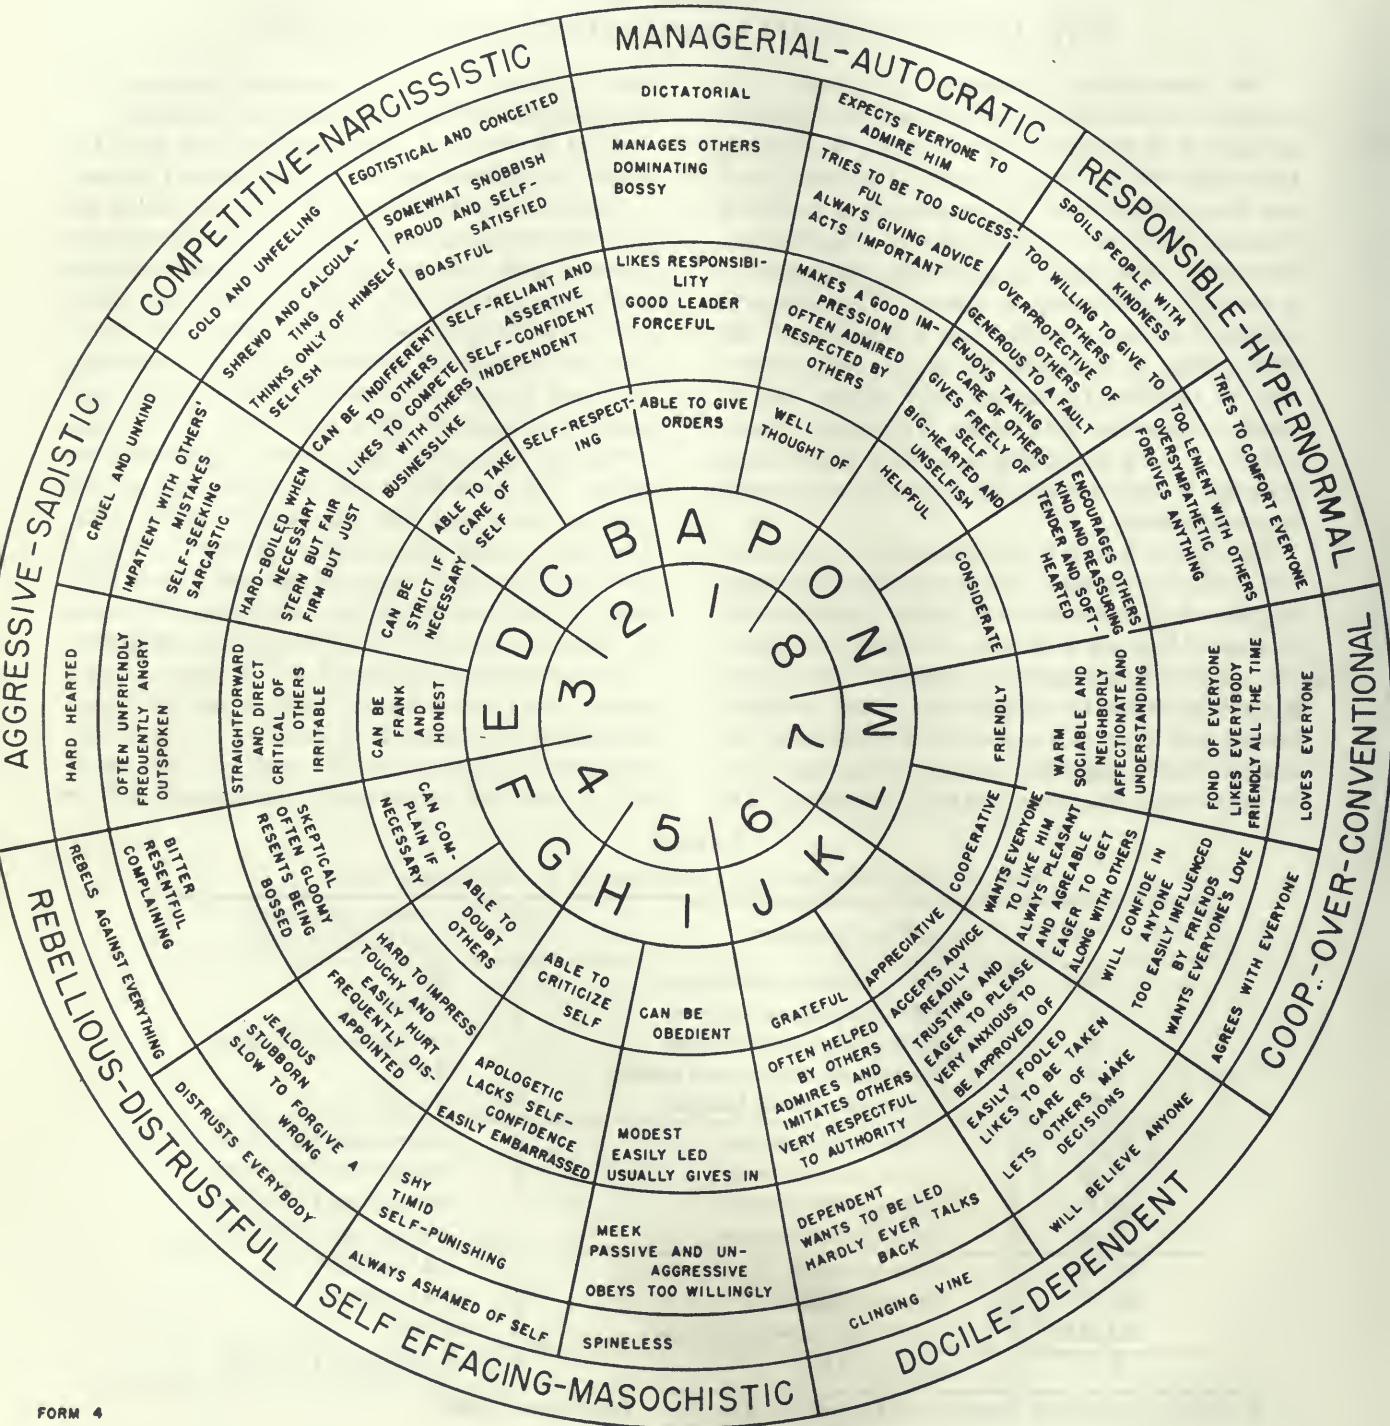 MANAGERIAL-AUTOCRATIC
RESPONSIBLE-HYPERNORMAL
COOP.-OVER-CONVENTIONAL
DOCILE-DEPENDENT
SELF EFFACING-MASOCHISTIC
REBELLIOUS-DISTRUSTFUL
AGGRESSIVE-SADISTIC
COMPETITIVE-NARCISSISTIC
DICTATORIAL
MANAGES OTHERS
DOMINATING
BOSSY
LIKES RESPONSIBI-
LITY
GOOD LEADER
FORCEFUL
ABLE TO GIVE
ORDERS
EXPECTS EVERYONE TO
ADMIRE HIM
TRIES TO BE TOO SUCCESS-
FUL
ALWAYS GIVING ADVICE
ACTS IMPORTANT
MAKES A GOOD IM-
PRESSION
OFTEN ADMIRED
RESPECTED BY
OTHERS
WELL
THOUGHT OF
SPOILS PEOPLE WITH
KINDNESS
TOO WILLING TO GIVE TO
OTHERS
OVERPROTECTIVE OF
OTHERS
GENEROUS TO A FAULT
ENJOYS TAKING
CARE OF OTHERS
GIVES FREELY OF
SELF
BIG-HEARTED AND
UNSELFISH
HELPFUL
TRIES TO COMFORT EVERYONE
TOO LENIENT WITH OTHERS
OVERSYMPATHETIC
FORGIVES ANYTHING
ENCOURAGES OTHERS
KIND AND REASSURING
TENDER AND SOFT-
HEARTED
CONSIDERATE
LOVES EVERYONE
FOND OF EVERYONE
LIKES EVERYBODY
FRIENDLY ALL THE TIME
WARM
SOCIABLE AND
NEIGHBORLY
AFFECTIONATE AND
UNDERSTANDING
FRIENDLY
AGREES WITH EVERYONE
WILL CONFIDE IN
ANYONE
TOO EASILY INFLUENCED
BY FRIENDS
WANTS EVERYONE'S LOVE
WANTS EVERYONE
TO LIKE HIM
ALWAYS PLEASANT
AND AGREABLE
EAGER TO GET
ALONG WITH OTHERS
COOPERATIVE
WILL BELIEVE ANYONE
EASILY FOOLED
LIKES TO BE TAKEN
CARE OF
LETS OTHERS MAKE
DECISIONS
ACCEPTS ADVICE
READILY
TRUSTING AND
EAGER TO PLEASE
VERY ANXIOUS TO
BE APPROVED OF
APPRECIATIVE
CLINGING VINE
DEPENDENT
WANTS TO BE LED
HARDLY EVER TALKS
BACK
OFTEN HELPED
BY OTHERS
ADMIRES AND
IMITATES OTHERS
VERY RESPECTFUL
TO AUTHORITY
GRATEFUL
SPINELESS
MEEK
PASSIVE AND UN-
AGGRESSIVE
OBEYS TOO WILLINGLY
MODEST
EASILY LED
USUALLY GIVES IN
CAN BE
OBEDIENT
ALWAYS ASHAMED OF SELF
SHY
TIMID
SELF-PUNISHING
APOLOGETIC
LACKS SELF-
CONFIDENCE
EASILY EMBARRASSED
ABLE TO
CRITICIZE
SELF
DISTRUSTS EVERYBODY
JEALOUS
STUBBORN
SLOW TO FORGIVE A
WRONG
HARD TO IMPRESS
TOUCHY AND
EASILY HURT
FREQUENTLY DIS-
APPOINTED
ABLE TO
DOUBT
OTHERS
REBELS AGAINST EVERYTHING
BITTER
RESENTFUL
COMPLAINING
SKEPTICAL
OFTEN GLOOMY
RESENTS BEING
BOSSED
CAN COM-
PLAIN IF
NECESSARY
HARD HEARTED
OFTEN UNFRIENDLY
FREQUENTLY ANGRY
OUTSPOKEN
STRAIGHTFORWARD
AND DIRECT
CRITICAL OF
OTHERS
IRRITABLE
CAN BE
FRANK
AND
HONEST
CRUEL AND UNKIND
IMPATIENT WITH OTHERS'
MISTAKES
SELF-SEEKING
SARCASTIC
HARD-BOILED WHEN
NECESSARY
STERN BUT FAIR
FIRM BUT JUST
CAN BE
STRICT IF
NECESSARY
COLD AND UNFEELING
SHREWD AND CALCULA-
TING
THINKS ONLY OF HIMSELF
SELFISH
CAN BE INDIFFERENT
TO OTHERS
LIKES TO COMPETE
WITH OTHERS
BUSINESSLIKE
ABLE TO TAKE
CARE OF
SELF
EGOTISTICAL AND CONCEITED
SOMEWHAT SNOBBISH
PROUD AND SELF-
SATISFIED
BOASTFUL
SELF-RELIANT AND
ASSERTIVE
SELF-CONFIDENT
INDEPENDENT
SELF-RESPECT-
ING
A
P
O
N
M
L
K
J
I
H
G
F
E
D
C
B
1
8
7
6
5
4
3
2
FORM 4